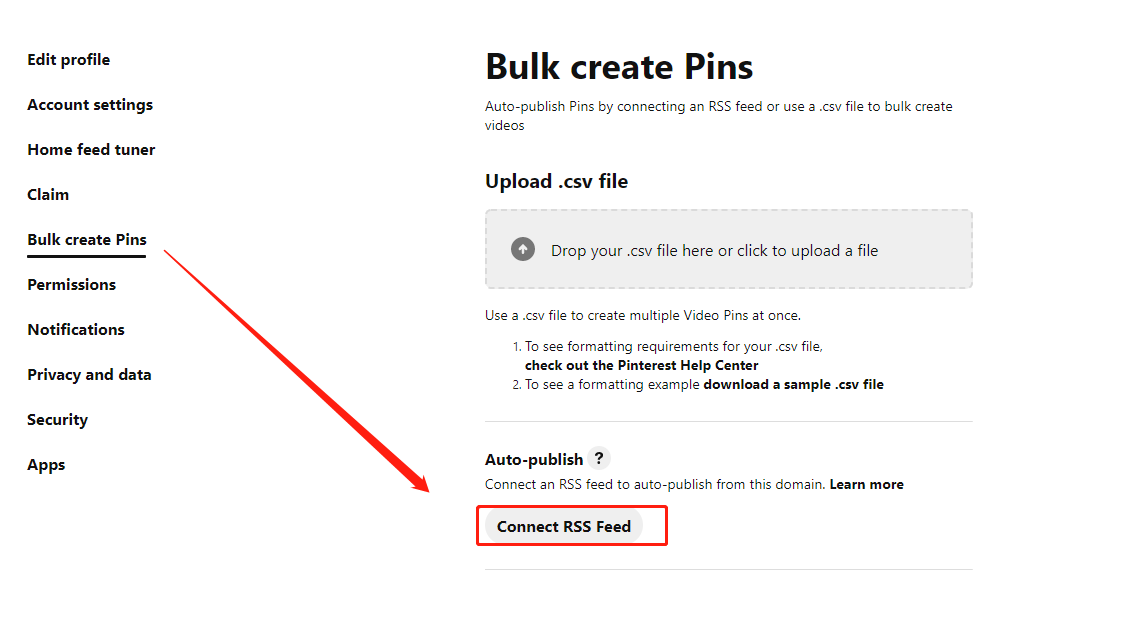 Edit profile
Account settings
Home feed tuner
Claim
Bulk create Pins
Permissions
Notifications
Privacy and data
Security
Apps
Bulk create Pins
Auto-publish Pins by connecting an RSS feed or use a .csv file to bulk create
videos
Upload .csv file
Drop your .csv file here or click to upload a file
Use a .csv file to create multiple Video Pins at once.
1. To see formatting requirements for your .csv file,
check out the Pinterest Help Center
2. To see a formatting example download a sample .csv file
Auto-publish ?
Connect an RSS feed to auto-publish from this domain. Learn more
Connect RSS Feed